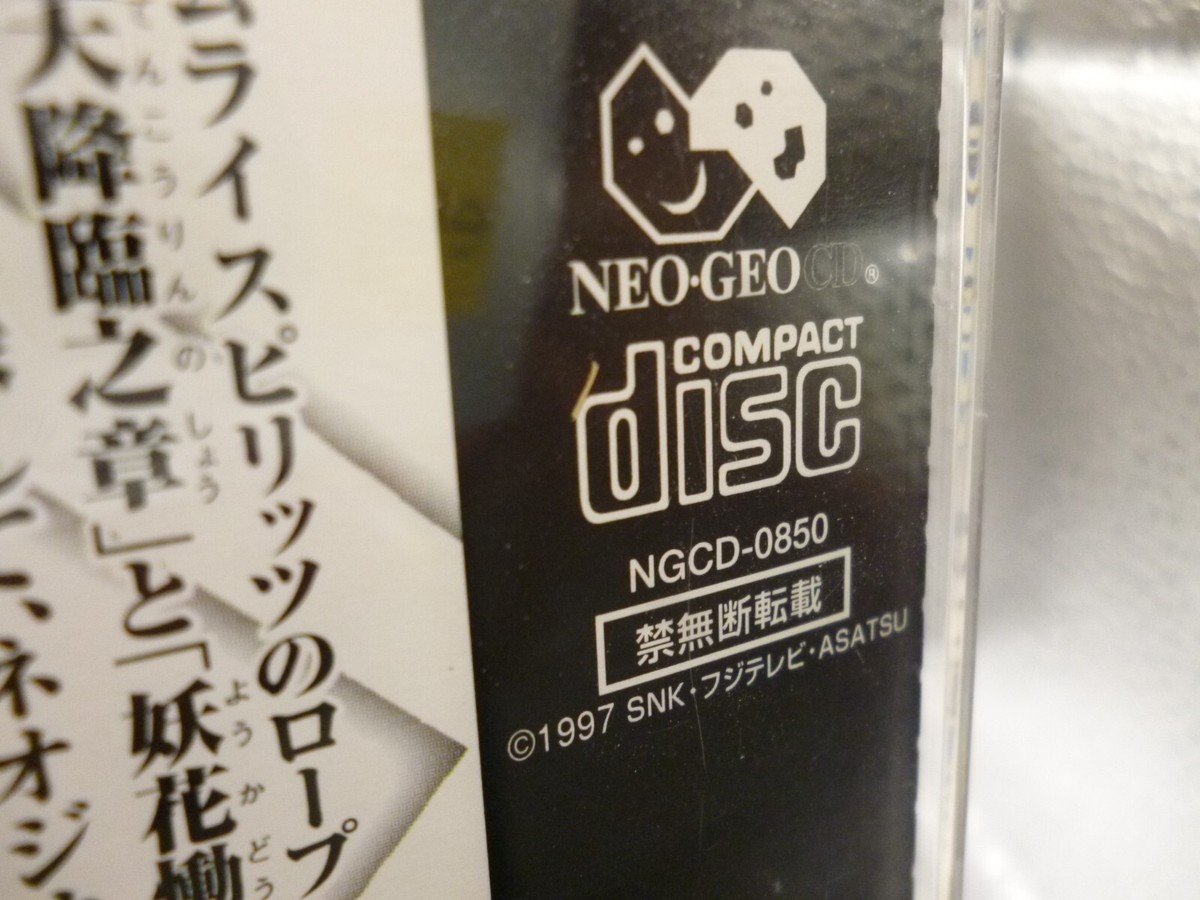 ムライスピリッツのロープ
天降臨之章」と「妖花慟
てんこうりんのしょう
ようかどう
、ネオジオ
NEO•GEO CD®
COMPACT
disc
NGCD-0850
禁無断転載
©1997 SNK・フジテレビ・ASATSU